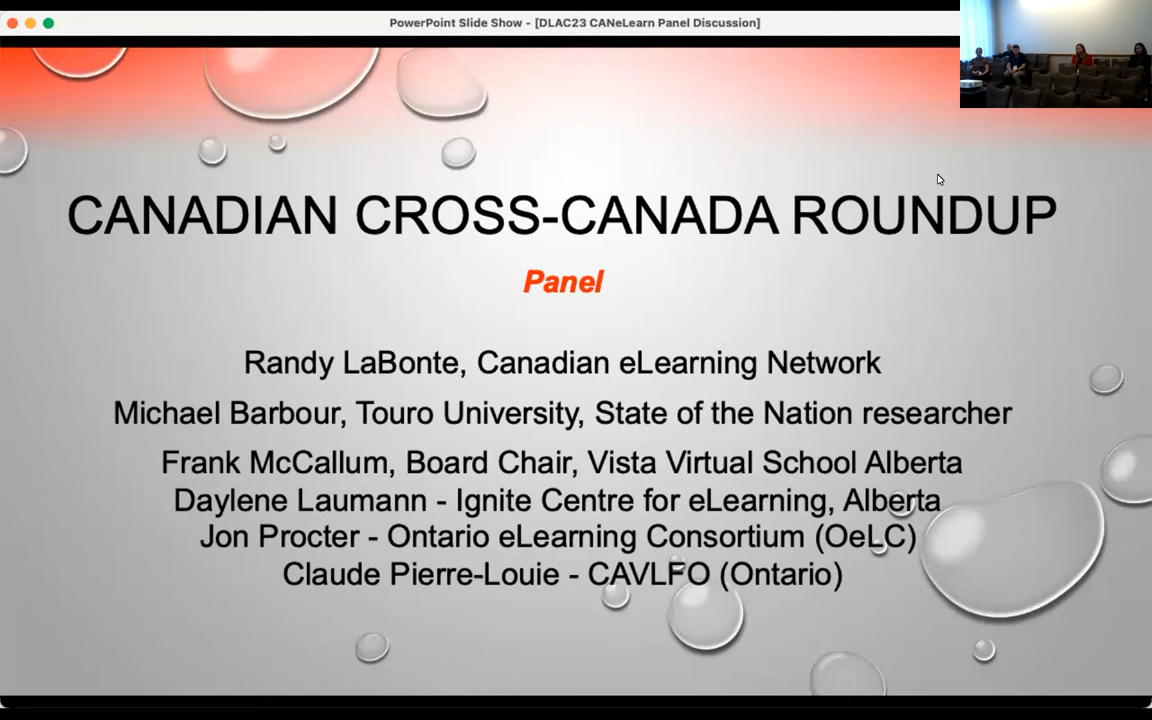 PowerPoint Slide Show - [DLAC23 CANeLearn Panel Discussion]
CANADIAN CROSS-CANADA ROUNDUP
Panel
Randy LaBonte, Canadian eLearning Network
Michael Barbour, Touro University, State of the Nation researcher
Frank McCallum, Board Chair, Vista Virtual School Alberta
Daylene Laumann - Ignite Centre for eLearning, Alberta
Jon Procter - Ontario eLearning Consortium (OeLC)
Claude Pierre-Louie - CAVLFO (Ontario)